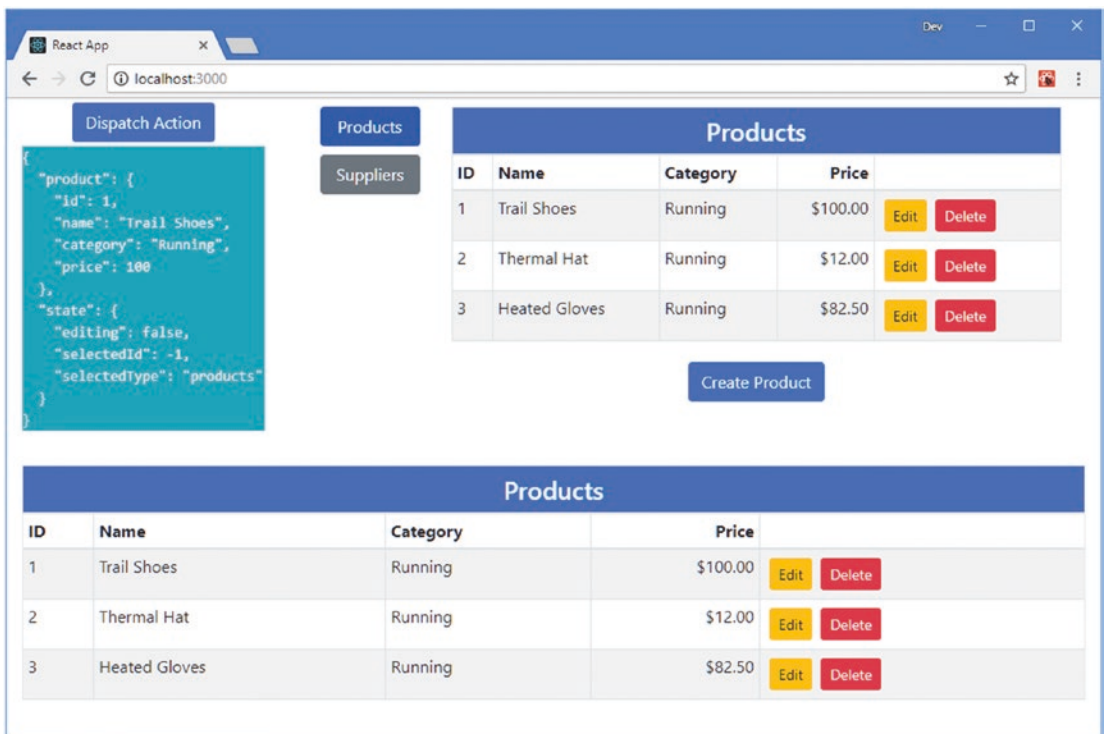 Dev
React App
localhost:3000
Dispatch Action
{
"product": {
"id": 1,
"name": "Trail Shoes",
"category": "Running",
"price": 100
},
"state": {
"editing": false,
"selectedId": -1,
"selectedType": "products"
}
}
Products
Suppliers
Products
ID Name Category Price
1 Trail Shoes Running $100.00 Edit Delete
2 Thermal Hat Running $12.00 Edit Delete
3 Heated Gloves Running $82.50 Edit Delete
Create Product
Products
ID Name Category Price
1 Trail Shoes Running $100.00 Edit Delete
2 Thermal Hat Running $12.00 Edit Delete
3 Heated Gloves Running $82.50 Edit Delete